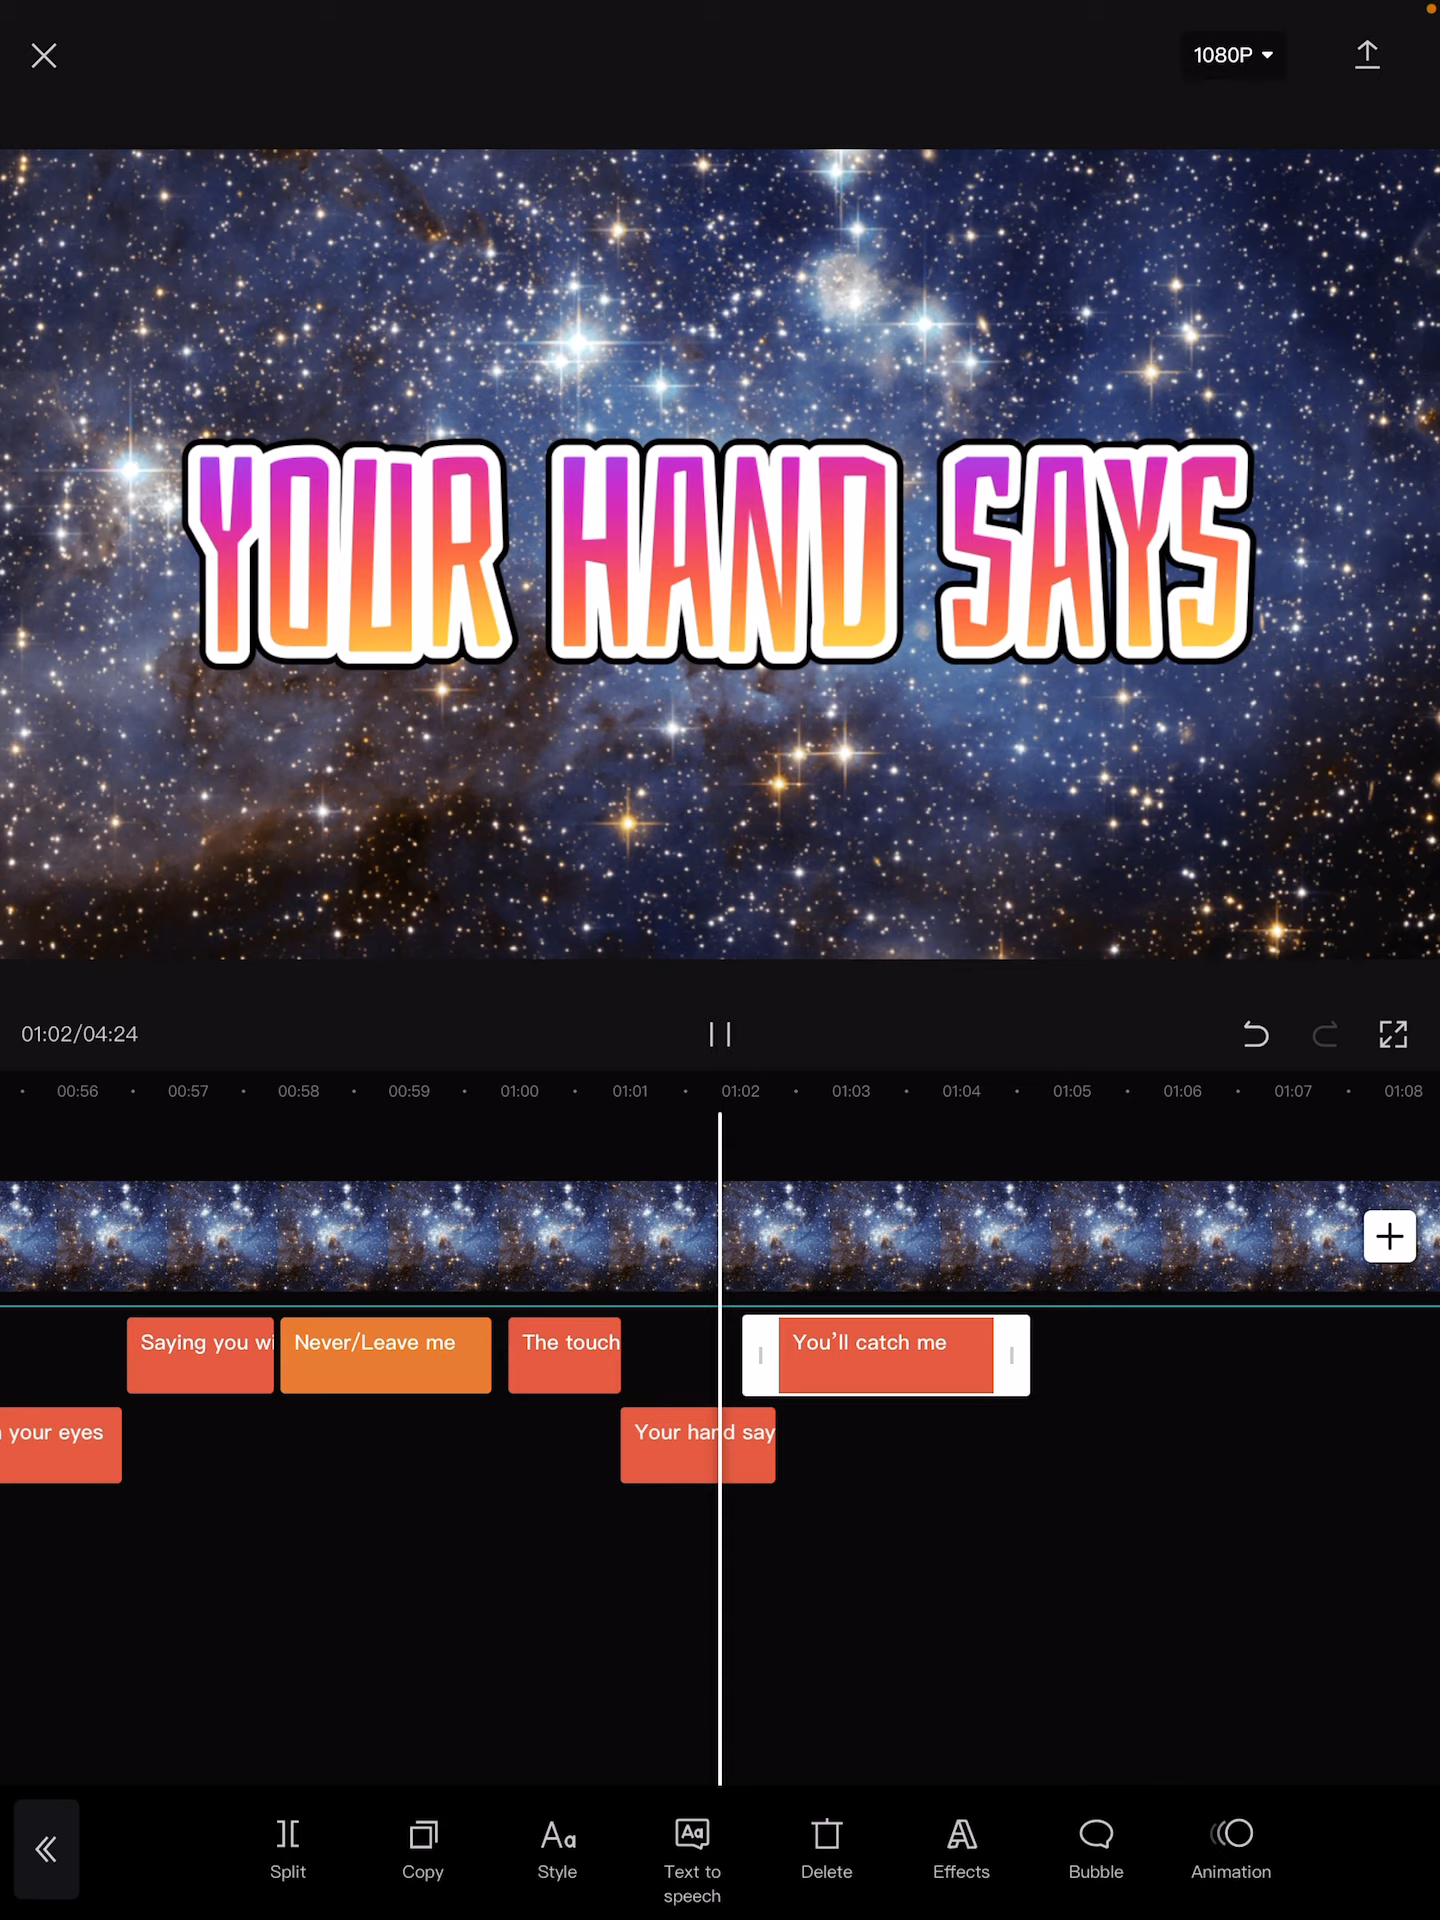 1080P
YOUR HAND SAYS
01:02/04:24
00:56 00:57 00:58 00:59 01:00 01:01 01:02 01:03 01:04 01:05 01:06 01:07 01:08
Saying you wi Never/Leave me The touch You’ll catch me
your eyes Your hand say
Split Copy Style Text to speech Delete Effects Bubble Animation